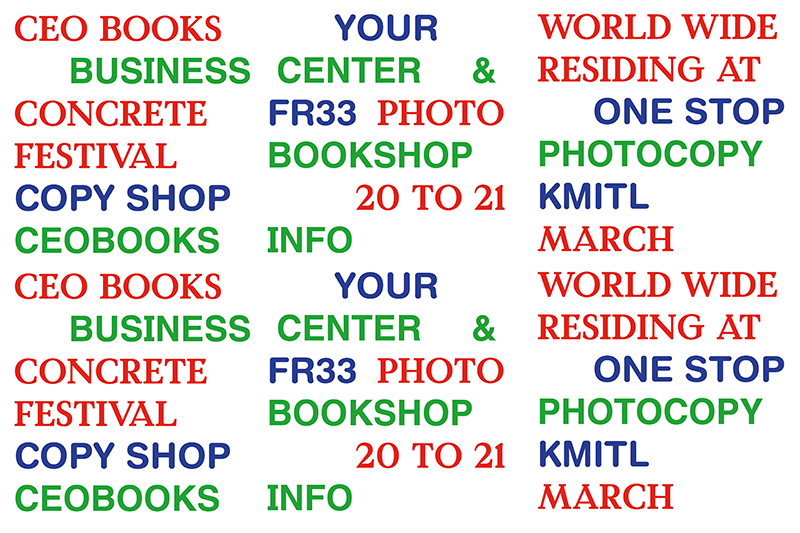 CEO BOOKS YOUR WORLD WIDE
BUSINESS CENTER & RESIDING AT
CONCRETE FR33 PHOTO ONE STOP
FESTIVAL BOOKSHOP PHOTOCOPY
COPY SHOP 20 TO 21 KMITL
CEOBOOKS INFO MARCH
CEO BOOKS YOUR WORLD WIDE
BUSINESS CENTER & RESIDING AT
CONCRETE FR33 PHOTO ONE STOP
FESTIVAL BOOKSHOP PHOTOCOPY
COPY SHOP 20 TO 21 KMITL
CEOBOOKS INFO MARCH